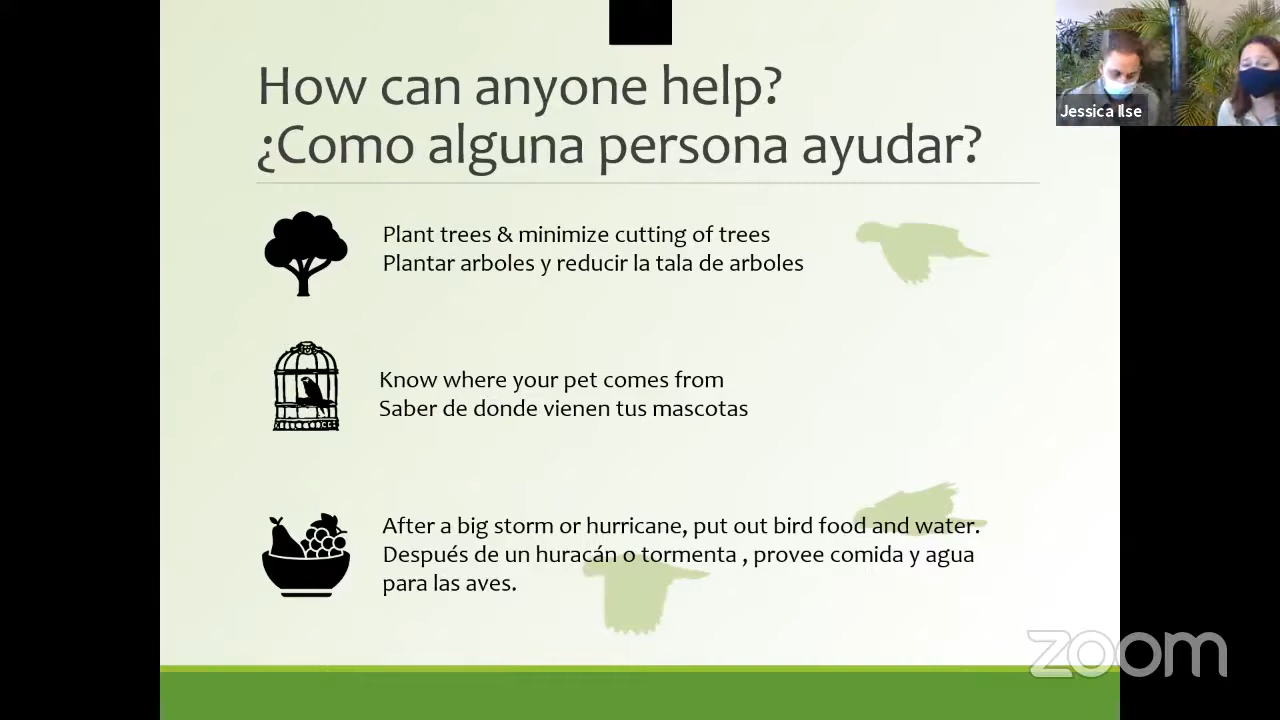 How can anyone help?
¿Como alguna persona ayudar?
Jessica Ilse
Plant trees & minimize cutting of trees
Plantar arboles y reducir la tala de arboles
Know where your pet comes from
Saber de donde vienen tus mascotas
After a big storm or hurricane, put out bird food and water.
Después de un huracán o tormenta , provee comida y agua
para las aves.
zoom